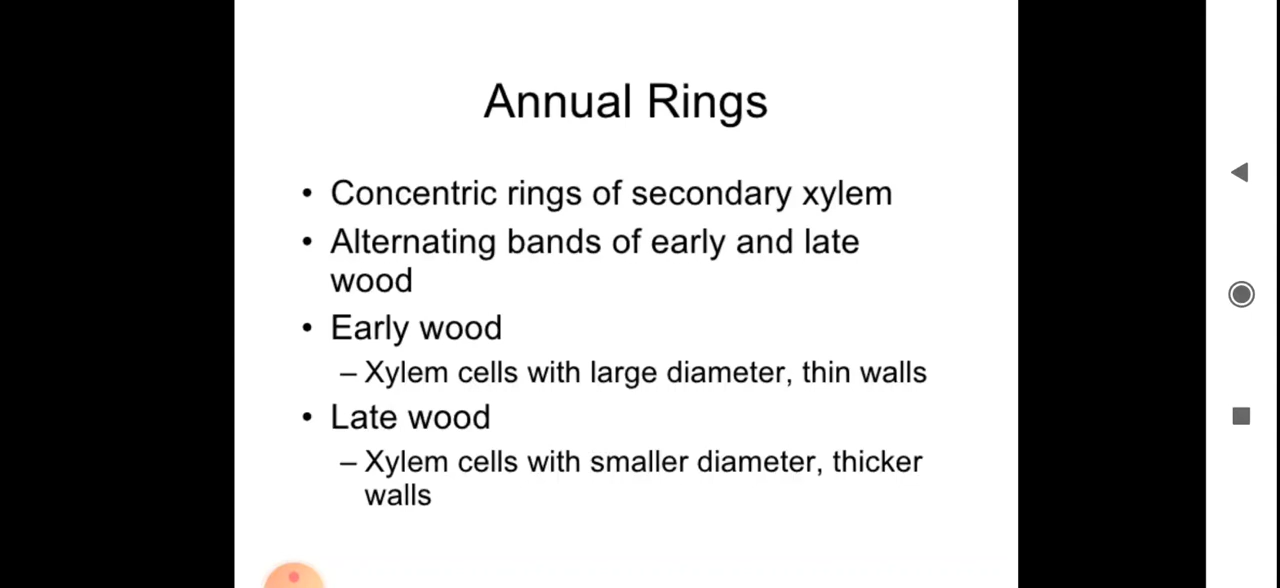 Annual Rings
• Concentric rings of secondary xylem
• Alternating bands of early and late
wood
• Early wood
– Xylem cells with large diameter, thin walls
• Late wood
– Xylem cells with smaller diameter, thicker
walls